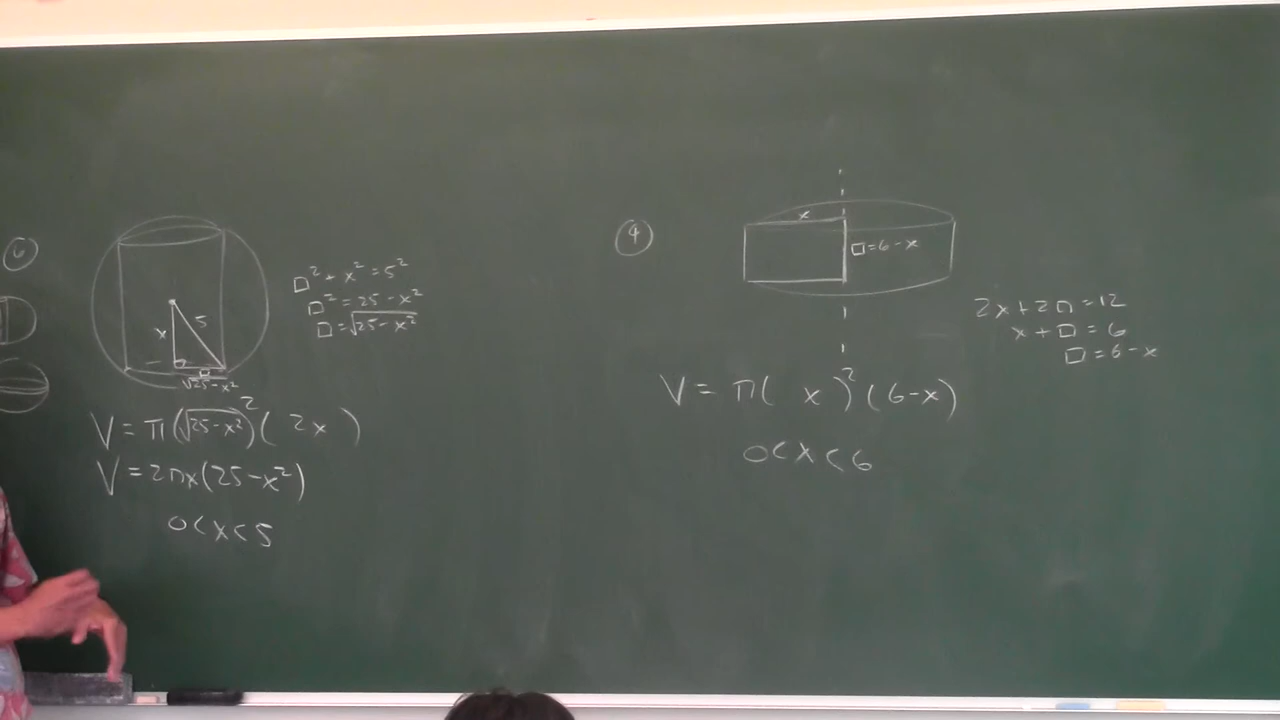 ⑥
x
5
□
√25-x²
□² + x² = 5²
□² = 25 - x²
□ = √25-x²
V = π(√25-x²)²( 2x )
V = 2πx(25-x²)
0<x<5
④
x
□=6-x
2x+2□=12
x+□=6
□=6-x
V = π( x )²(6-x)
0<x<6